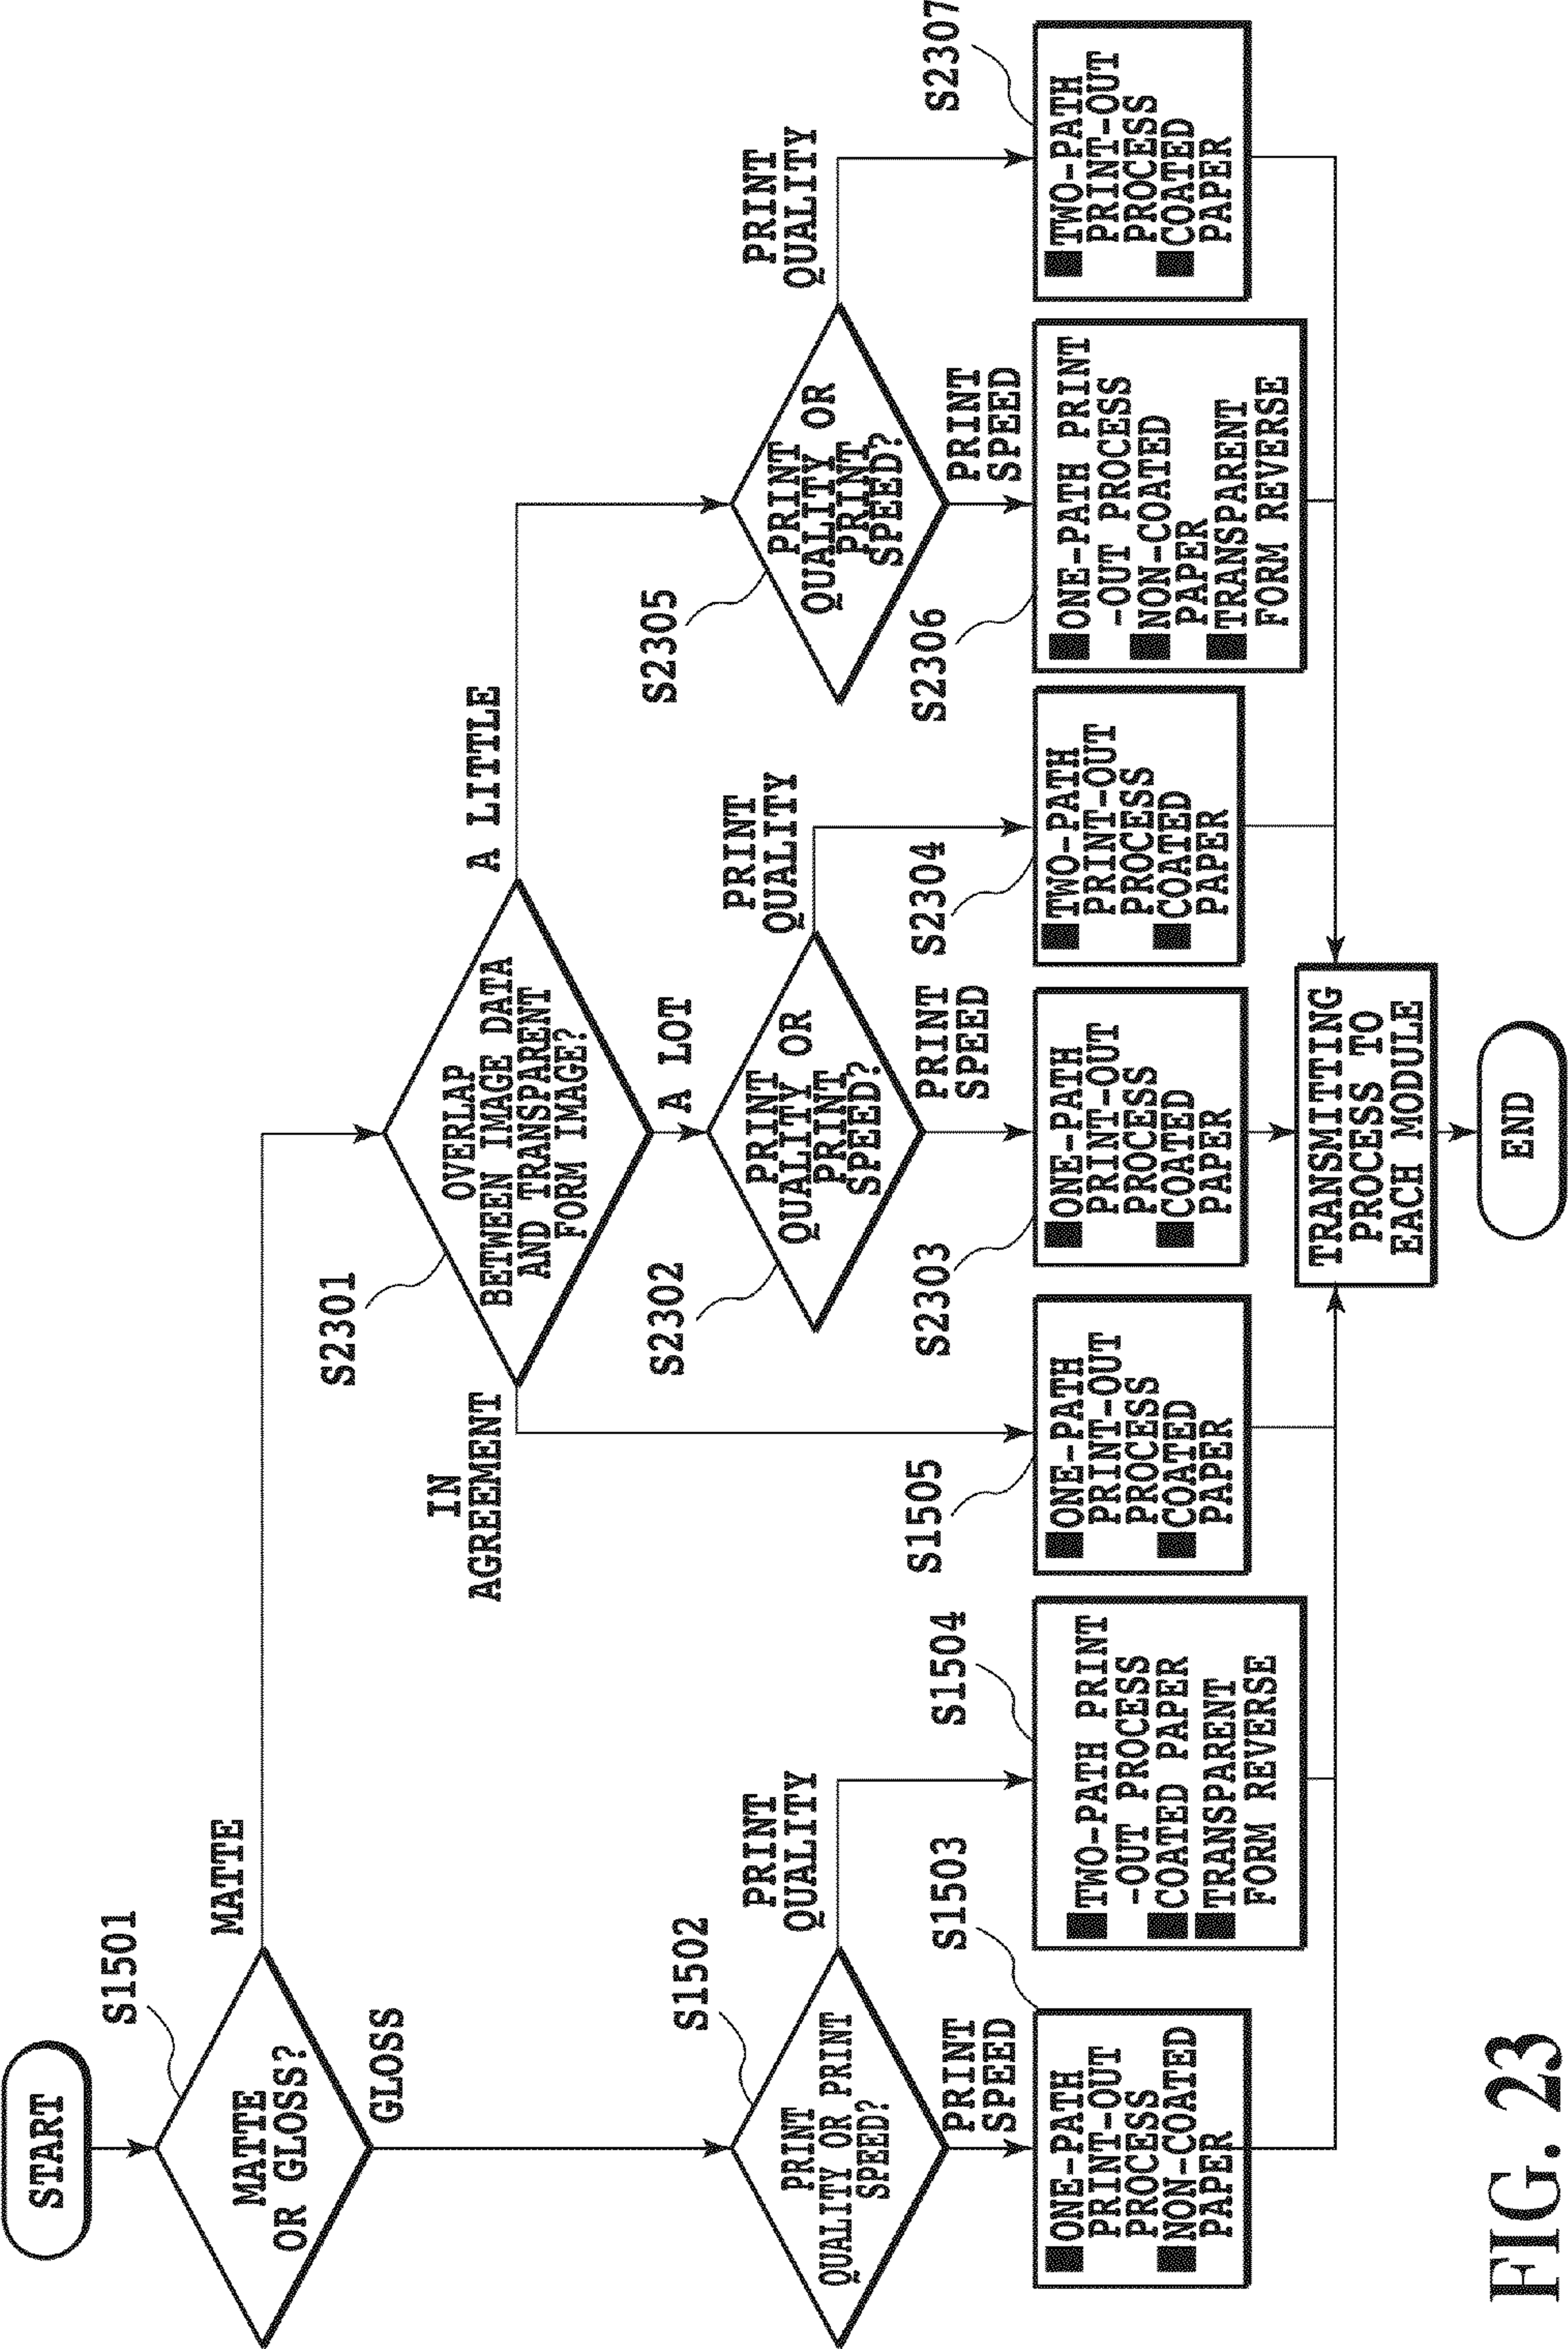 START
S1501
MATTE
OR GLOSS?
MATTE
GLOSS
S2301
OVERLAP
BETWEEN IMAGE DATA
AND TRANSPARENT
FORM IMAGE?
IN
AGREEMENT
A LOT
A LITTLE
S1502
PRINT
QUALITY OR PRINT
SPEED?
PRINT
QUALITY
PRINT
SPEED
S2302
PRINT
QUALITY OR
PRINT
SPEED?
PRINT
QUALITY
PRINT
SPEED
S2305
PRINT
QUALITY OR
PRINT
SPEED?
PRINT
QUALITY
PRINT
SPEED
S1503
■ONE-PATH
PRINT-OUT
PROCESS
■NON-COATED
PAPER
S1504
■TWO-PATH PRINT
-OUT PROCESS
■COATED PAPER
■TRANSPARENT
FORM REVERSE
S1505
■ONE-PATH
PRINT-OUT
PROCESS
■COATED
PAPER
S2303
■ONE-PATH
PRINT-OUT
PROCESS
■COATED
PAPER
S2304
■TWO-PATH
PRINT-OUT
PROCESS
■COATED
PAPER
S2306
■ONE-PATH PRINT
-OUT PROCESS
■NON-COATED
PAPER
■TRANSPARENT
FORM REVERSE
S2307
■TWO-PATH
PRINT-OUT
PROCESS
■COATED
PAPER
TRANSMITTING
PROCESS TO
EACH MODULE
END
FIG. 23